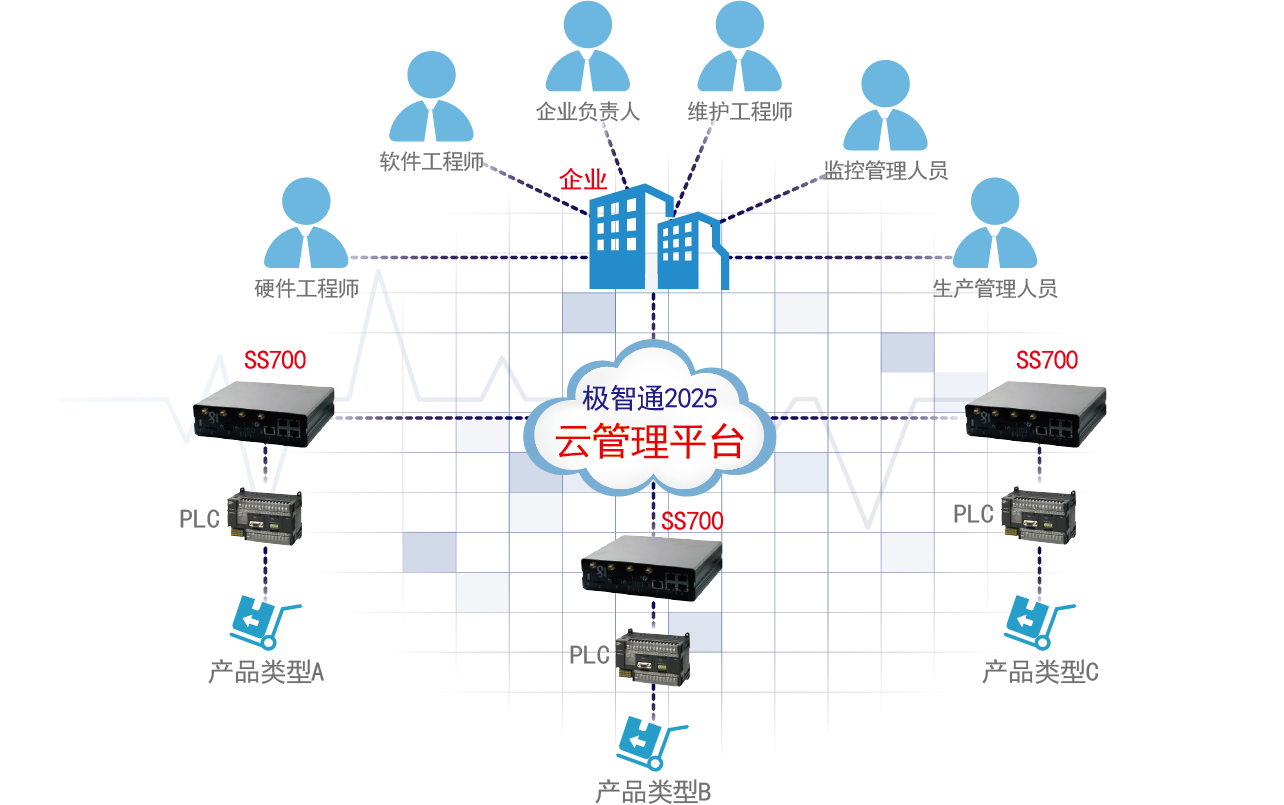 企业负责人
维护工程师
软件工程师
监控管理人员
企业
硬件工程师
生产管理人员
SS700
SS700
极智通2025
云管理平台
PLC
PLC
SS700
产品类型A
PLC
产品类型C
产品类型B